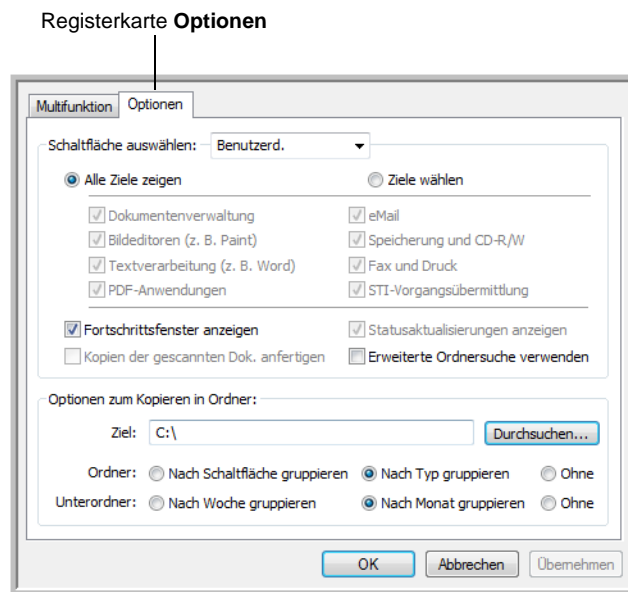 Registerkarte Optionen
Multifunktion Optionen
Schaltfläche auswählen: Benutzerd.
Alle Ziele zeigen Ziele wählen
Dokumentenverwaltung eMail
Bildeditoren (z. B. Paint) Speicherung und CD-R/W
Textverarbeitung (z. B. Word) Fax und Druck
PDF-Anwendungen STI-Vorgangsübermittlung
Fortschrittsfenster anzeigen Statusaktualisierungen anzeigen
Kopien der gescannten Dok. anfertigen Erweiterte Ordnersuche verwenden
Optionen zum Kopieren in Ordner:
Ziel: C:\ Durchsuchen...
Ordner: Nach Schaltfläche gruppieren Nach Typ gruppieren Ohne
Unterordner: Nach Woche gruppieren Nach Monat gruppieren Ohne
OK Abbrechen Übernehmen